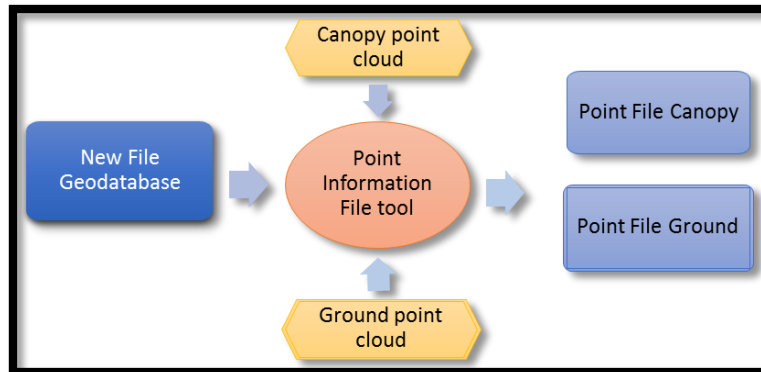 Canopy point
cloud
New File
Geodatabase
Point
Information
File tool
Point File Canopy
Point File Ground
Ground point
cloud